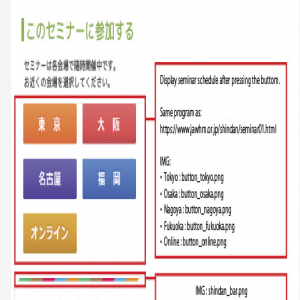 このセミナーに参加する
セミナーは各会場で随時開催中です。
お近くの会場を選択してください。
東 京
大 阪
名古屋
福 岡
オンライン
Display seminar schedule after pressing the buttom.
Same program as:
https://www.jawhm.or.jp/shindan/seminar01.html
IMG:
• Tokyo : button_tokyo.png
• Osaka : button_osaka.png
• Nagoya : button_nagoya.png
• Fukuoka : button_fukuoka.png
• Online : button_online.png
IMG : shindan_bar.png